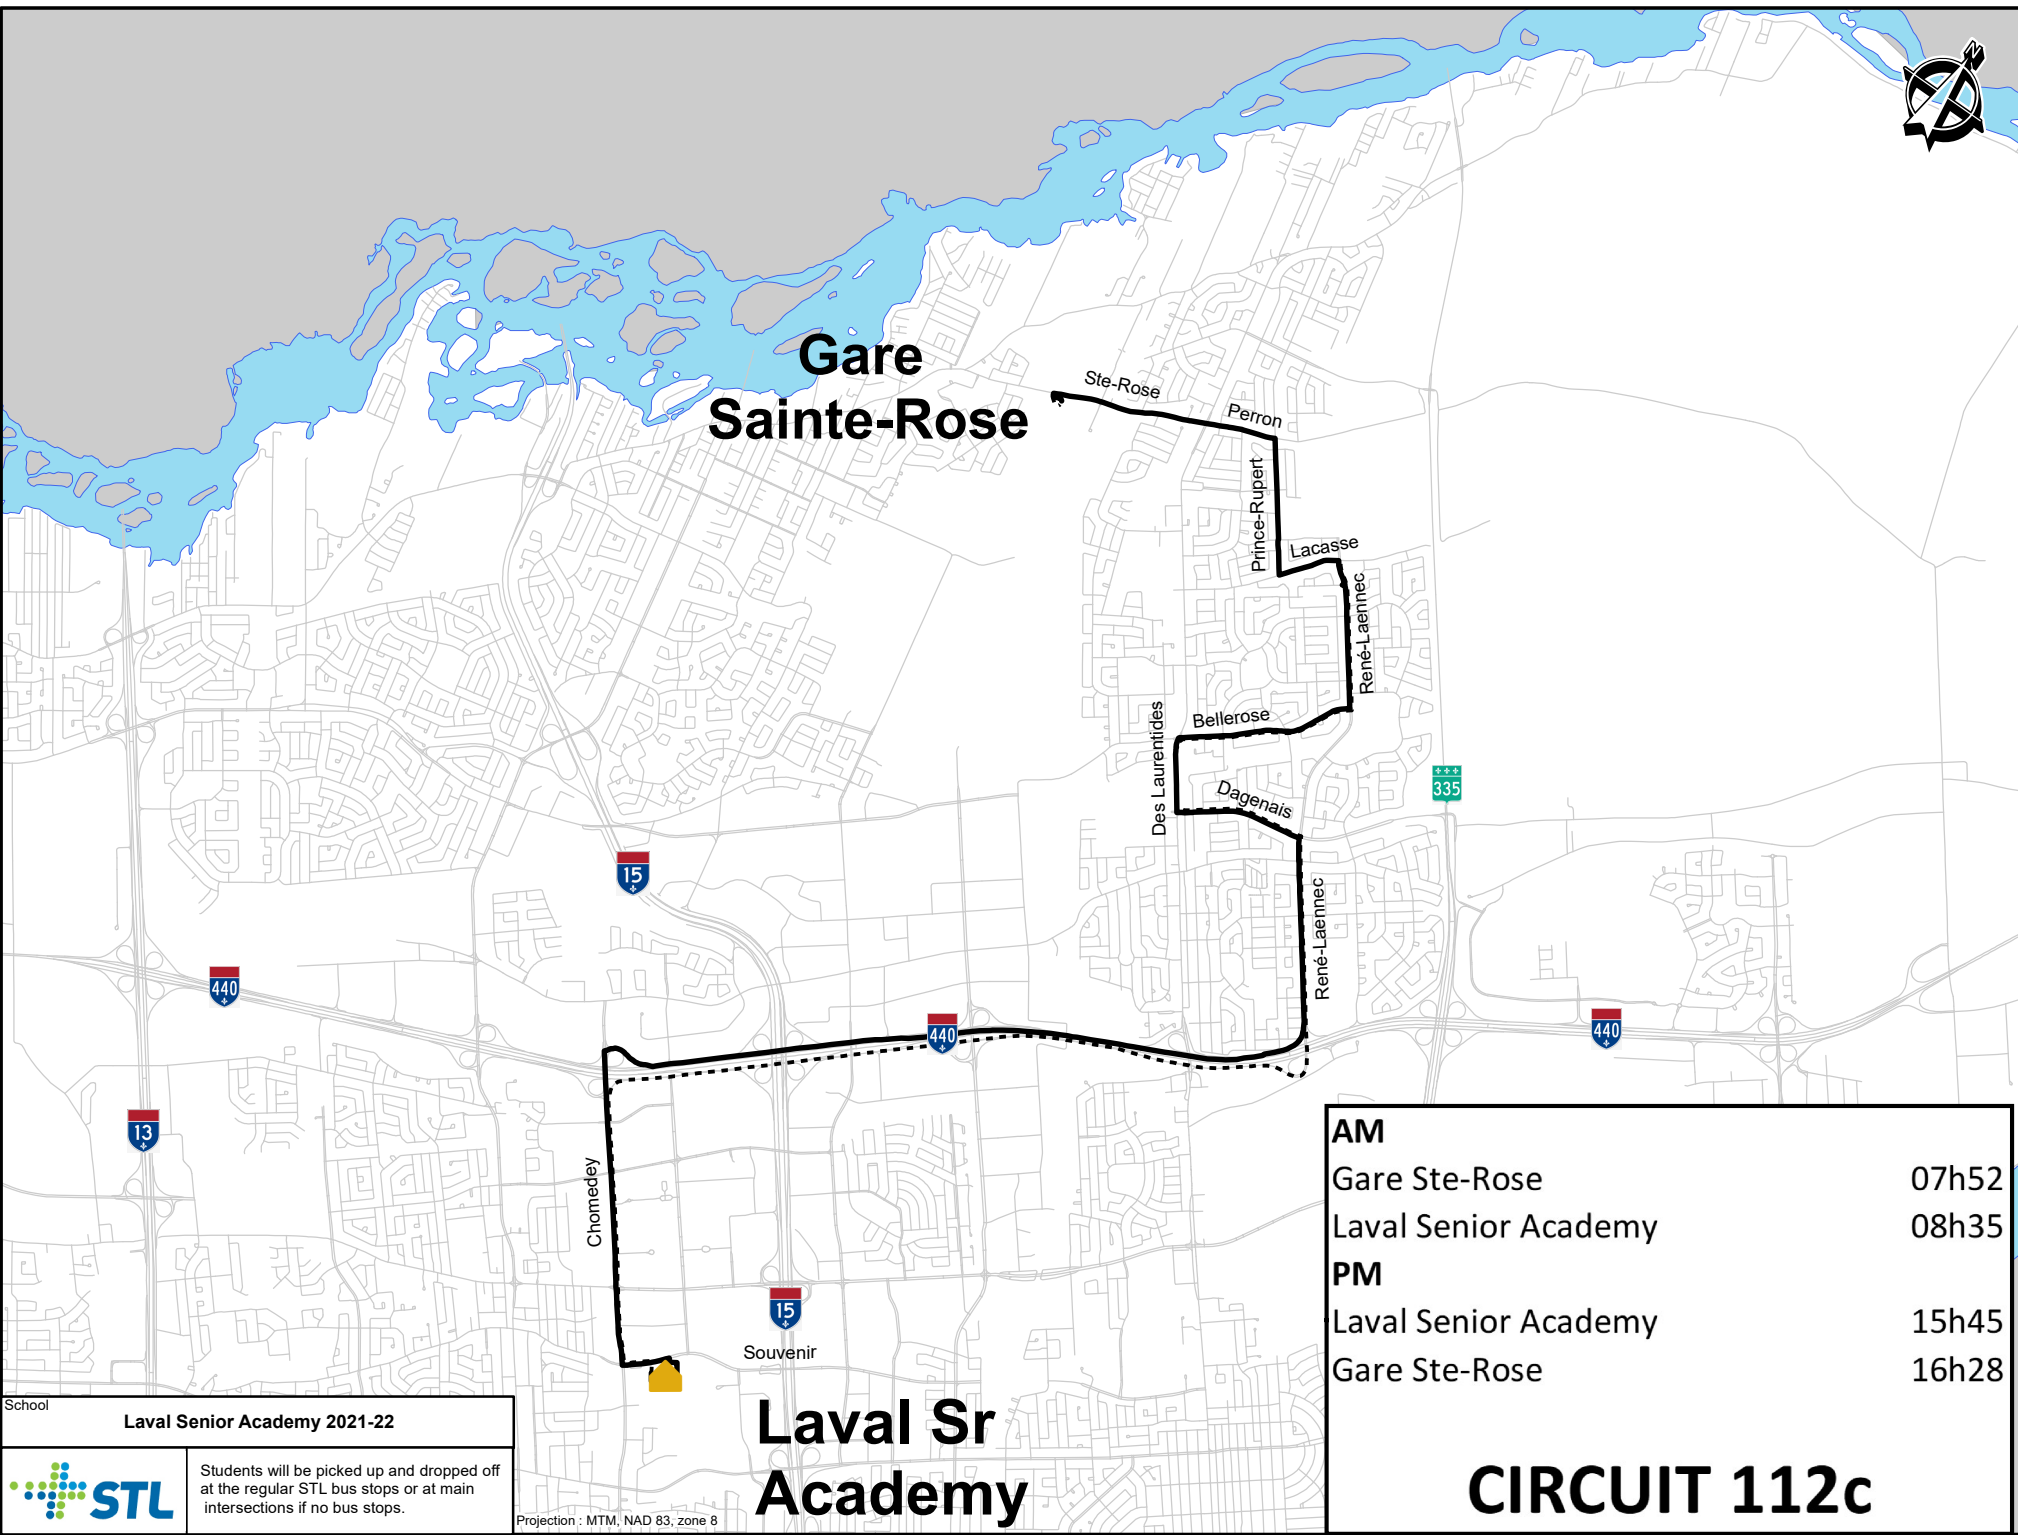 N
Gare
Sainte-Rose
Ste-Rose
Perron
Prince-Rupert
Lacasse
René-Laennec
Bellerose
Des Laurentides
Dagenais
335
15
René-Laennec
440
440
440
13
Chomedey
15
Souvenir
Laval Sr
Academy
AM
Gare Ste-Rose 07h52
Laval Senior Academy 08h35
PM
Laval Senior Academy 15h45
Gare Ste-Rose 16h28
CIRCUIT 112c
School
Laval Senior Academy 2021-22
STL
Students will be picked up and dropped off
at the regular STL bus stops or at main
intersections if no bus stops.
Projection : MTM, NAD 83, zone 8